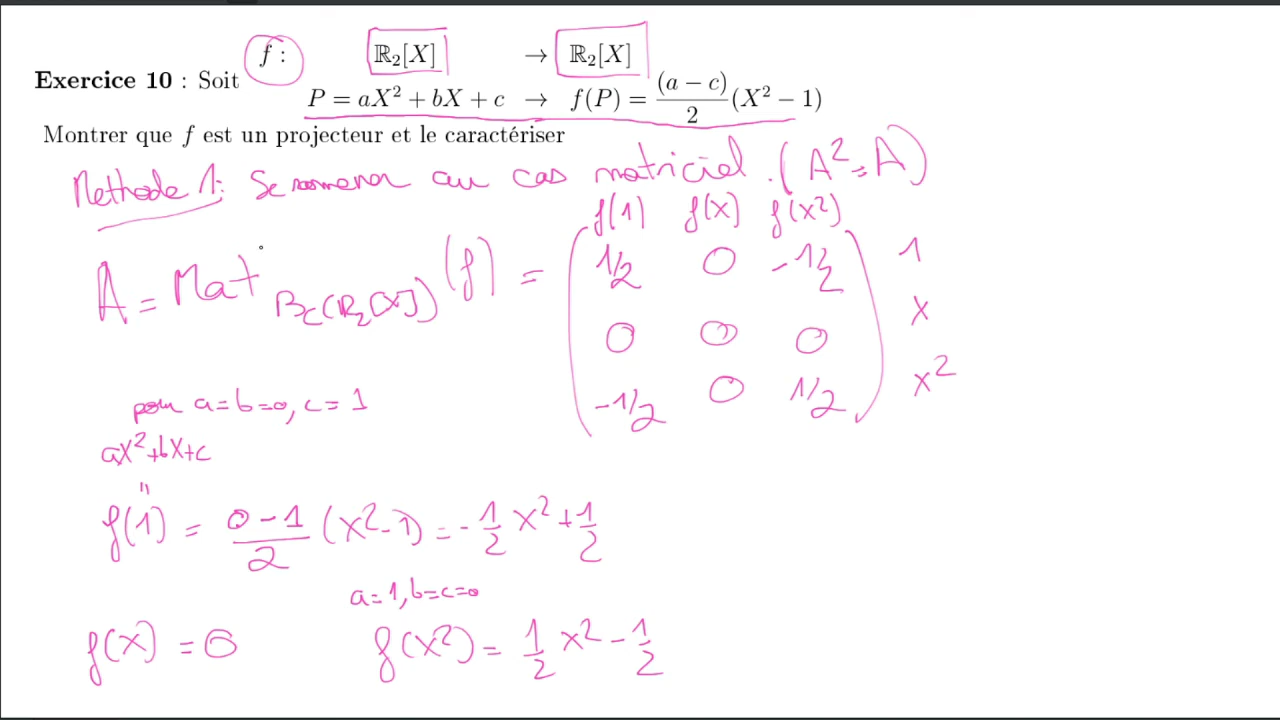 f : ℝ₂[X] → ℝ₂[X]
Exercice 10 : Soit
P = aX² + bX + c → f(P) = (a − c)/2 (X² − 1)
Montrer que f est un projecteur et le caractériser
Méthode 1: Se ramener au cas matriciel. (A² = A)
f(1) f(X) f(X²)
1/2 0 -1/2 1
A = Mat B_C(ℝ₂[X]) (f) =
0 0 0 X
-1/2 0 1/2 X²
pour a=b=0, c=1
aX²+bX+c
"
f(1) = (0-1)/2 (X²-1) = -1/2 X² + 1/2
a=1, b=c=0
f(X) = 0 f(X²) = 1/2 X² - 1/2